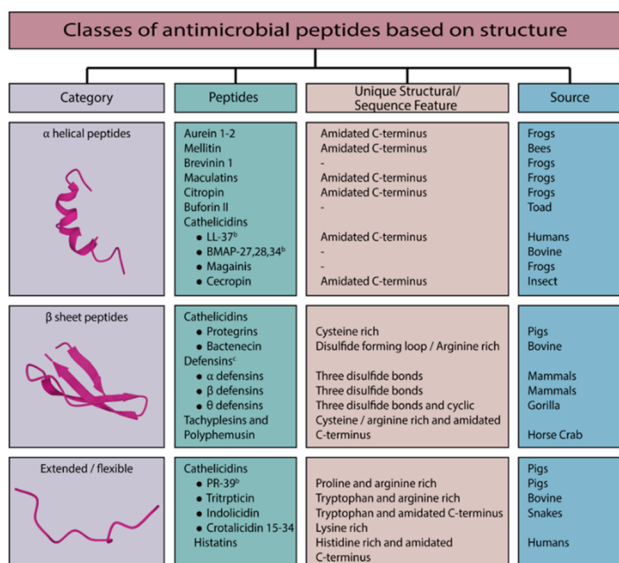 Classes of antimicrobial peptides based on structure
Category
Peptides
Unique Structural/
Sequence Feature
Source
α helical peptides
Aurein 1-2
Amidated C-terminus
Frogs
Mellitin
Amidated C-terminus
Bees
Brevinin 1
-
Frogs
Maculatins
Amidated C-terminus
Frogs
Citropin
Amidated C-terminus
Frogs
Buforin II
-
Toad
Cathelicidins
● LL-37ᵇ
Amidated C-terminus
Humans
● BMAP-27,28,34ᵇ
-
Bovine
● Magainis
-
Frogs
● Cecropin
Amidated C-terminus
Insect
β sheet peptides
Cathelicidins
● Protegrins
Cysteine rich
Pigs
● Bactenecin
Disulfide forming loop / Arginine rich
Bovine
Defensinsᶜ
● α defensins
Three disulfide bonds
Mammals
● β defensins
Three disulfide bonds
Mammals
● θ defensins
Three disulfide bonds and cyclic
Gorilla
Tachyplesins and
Cysteine / arginine rich and amidated
Polyphemusin
C-terminus
Horse Crab
Extended / flexible
Cathelicidins
Pigs
● PR-39ᵇ
Proline and arginine rich
Pigs
● Tritrpticin
Tryptophan and arginine rich
Bovine
● Indolicidin
Tryptophan and amidated C-terminus
Snakes
● Crotalicidin 15-34
Lysine rich
Histatins
Histidine rich and amidated
Humans
C-terminus